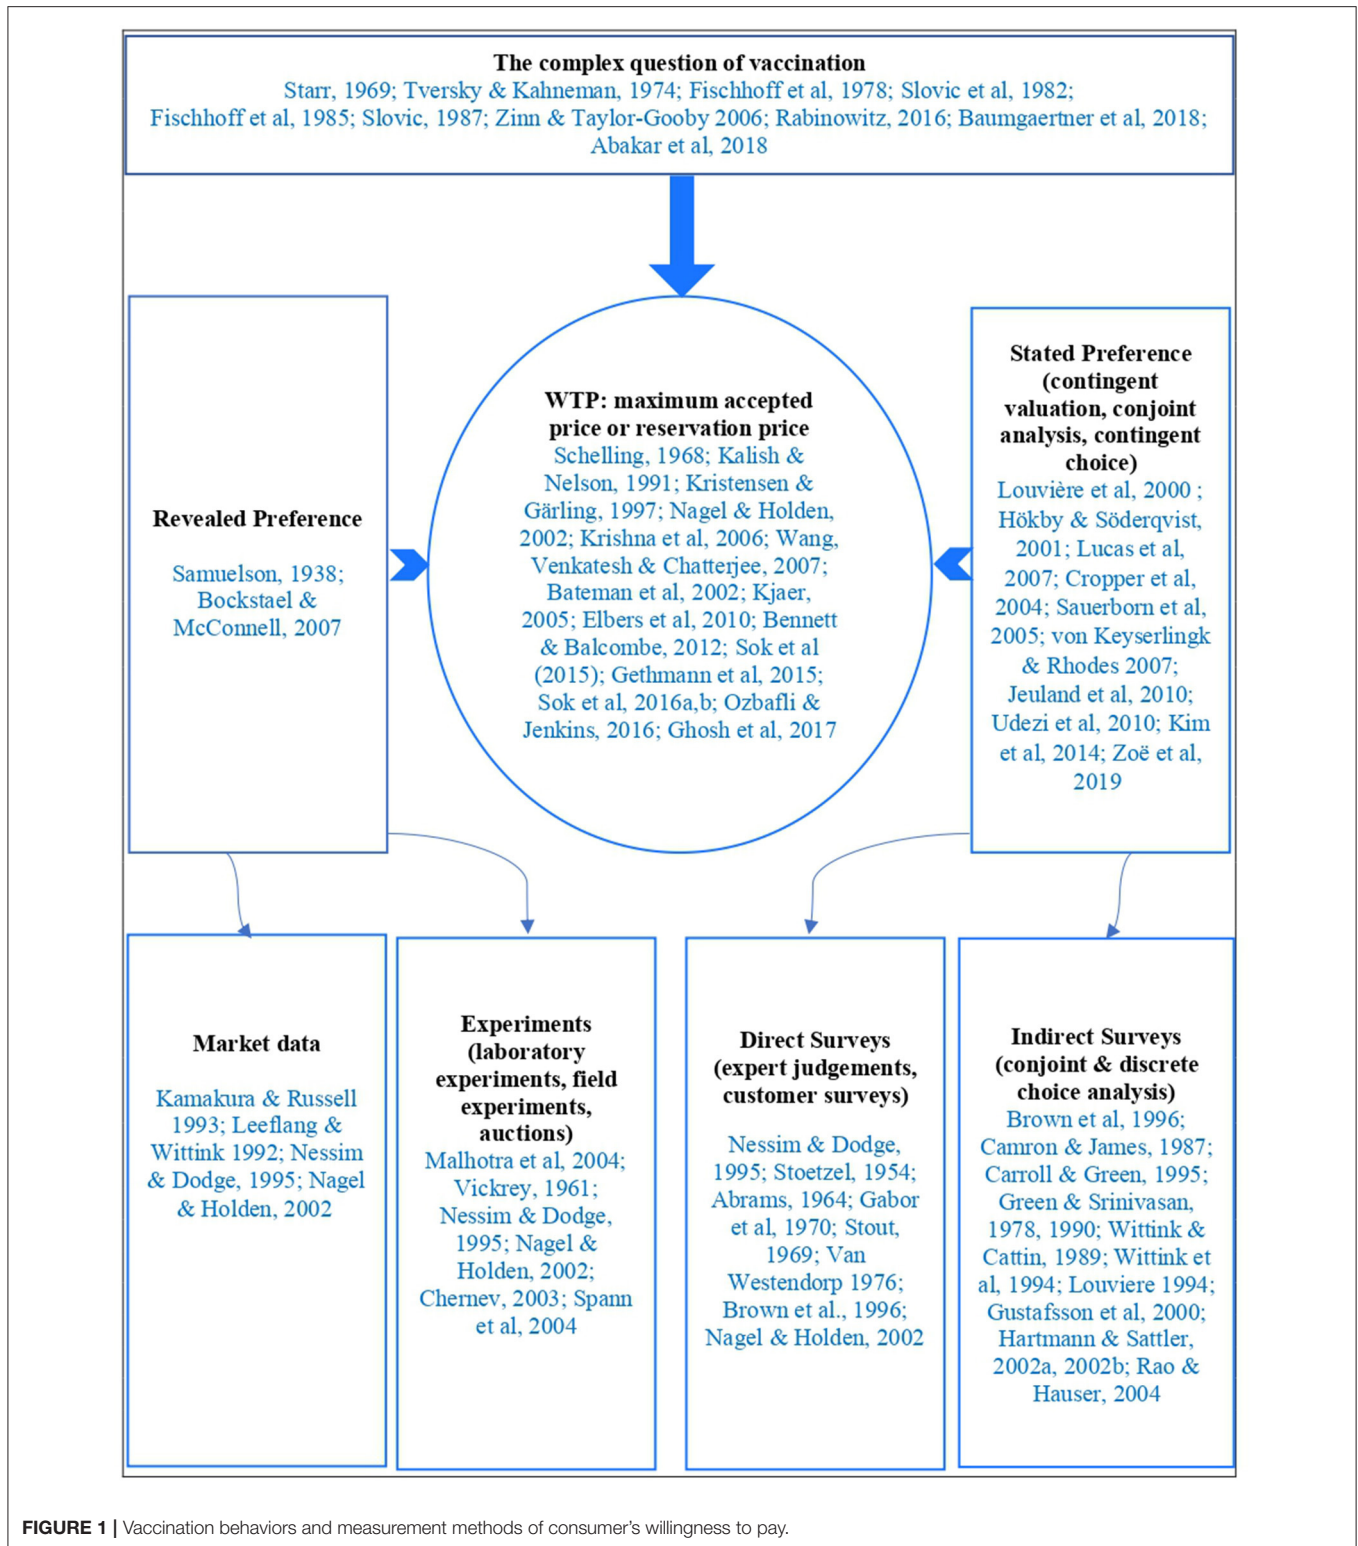 The complex question of vaccination
Starr, 1969; Tversky & Kahneman, 1974; Fischhoff et al, 1978; Slovic et al, 1982;
Fischhoff et al, 1985; Slovic, 1987; Zinn & Taylor-Gooby 2006; Rabinowitz, 2016; Baumgaertner et al, 2018;
Abakar et al, 2018
Revealed Preference
Samuelson, 1938;
Bockstael &
McConnell, 2007
WTP: maximum accepted
price or reservation price
Schelling, 1968; Kalish &
Nelson, 1991; Kristensen &
Gärling, 1997; Nagel & Holden,
2002; Krishna et al, 2006; Wang,
Venkatesh & Chatterjee, 2007;
Bateman et al, 2002; Kjaer,
2005; Elbers et al, 2010; Bennett
& Balcombe, 2012; Sok et al
(2015); Gethmann et al, 2015;
Sok et al, 2016a,b; Ozbafli &
Jenkins, 2016; Ghosh et al, 2017
Stated Preference
(contingent
valuation, conjoint
analysis, contingent
choice)
Louvière et al, 2000 ;
Hökby & Söderqvist,
2001; Lucas et al,
2007; Cropper et al,
2004; Sauerborn et al,
2005; von Keyserlingk
& Rhodes 2007;
Jeuland et al, 2010;
Udezi et al, 2010; Kim
et al, 2014; Zoë et al,
2019
Market data
Kamakura & Russell
1993; Leeflang &
Wittink 1992; Nessim
& Dodge, 1995; Nagel
& Holden, 2002
Experiments
(laboratory
experiments, field
experiments,
auctions)
Malhotra et al, 2004;
Vickrey, 1961;
Nessim & Dodge,
1995; Nagel &
Holden, 2002;
Chernev, 2003; Spann
et al, 2004
Direct Surveys
(expert judgements,
customer surveys)
Nessim & Dodge,
1995; Stoetzel, 1954;
Abrams, 1964; Gabor
et al, 1970; Stout,
1969; Van
Westendorp 1976;
Brown et al., 1996;
Nagel & Holden, 2002
Indirect Surveys
(conjoint & discrete
choice analysis)
Brown et al, 1996;
Camron & James, 1987;
Carroll & Green, 1995;
Green & Srinivasan,
1978, 1990; Wittink &
Cattin, 1989; Wittink et
al, 1994; Louviere 1994;
Gustafsson et al, 2000;
Hartmann & Sattler,
2002a, 2002b; Rao &
Hauser, 2004
FIGURE 1 | Vaccination behaviors and measurement methods of consumer's willingness to pay.